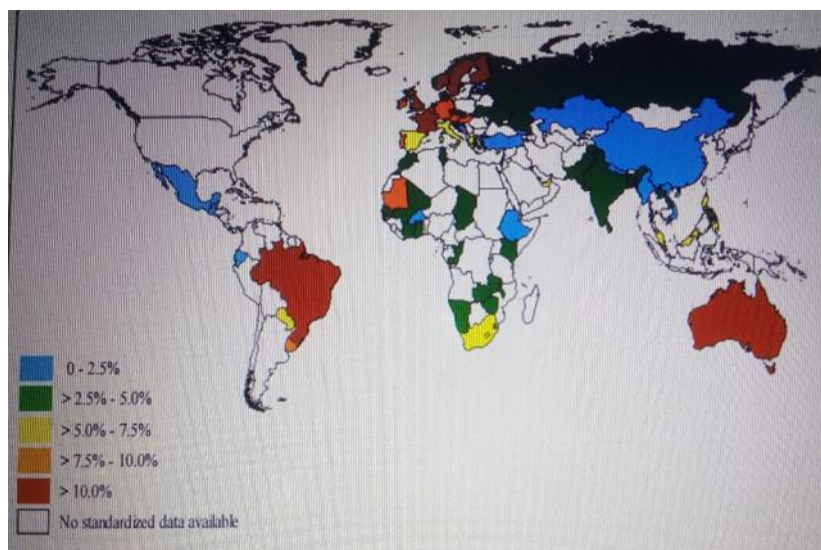 0 - 2.5%
> 2.5% - 5.0%
> 5.0% - 7.5%
> 7.5% - 10.0%
> 10.0%
No standardized data available